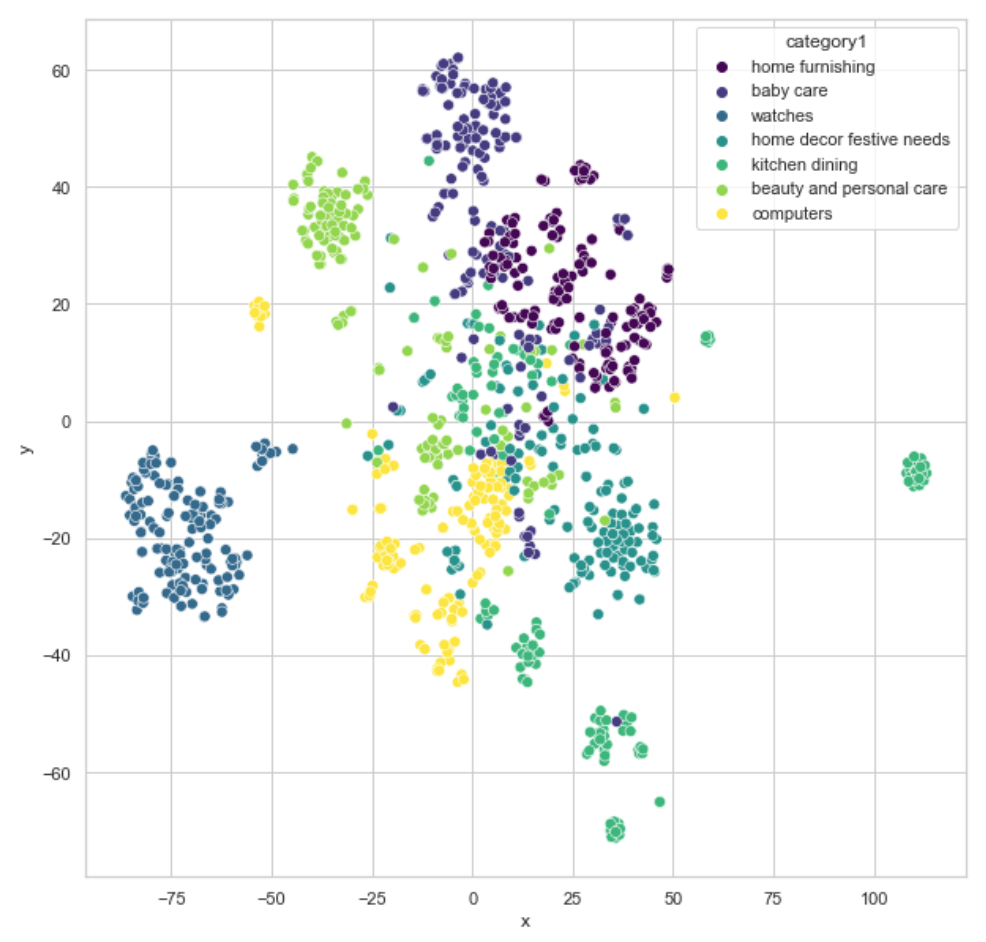 category1
home furnishing
baby care
watches
home decor festive needs
kitchen dining
beauty and personal care
computers
60
40
20
0
−20
−40
−60
y
−75
−50
−25
0
25
50
75
100
x